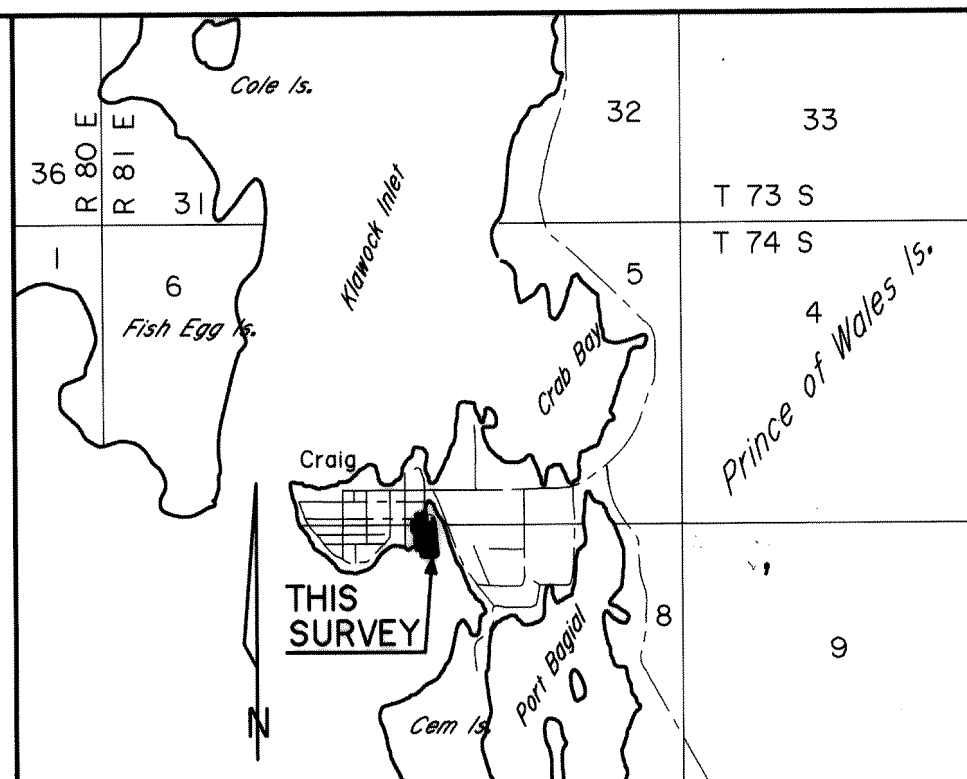 Cole Is.
32
33
36
R 80 E
R 81 E
31
T 73 S
T 74 S
Klawock Inlet
1
6
5
4
Fish Egg Is.
Prince of Wales Is.
Crab Bay
Craig
THIS
SURVEY
8
9
Port Bagial
N
Cem Is.